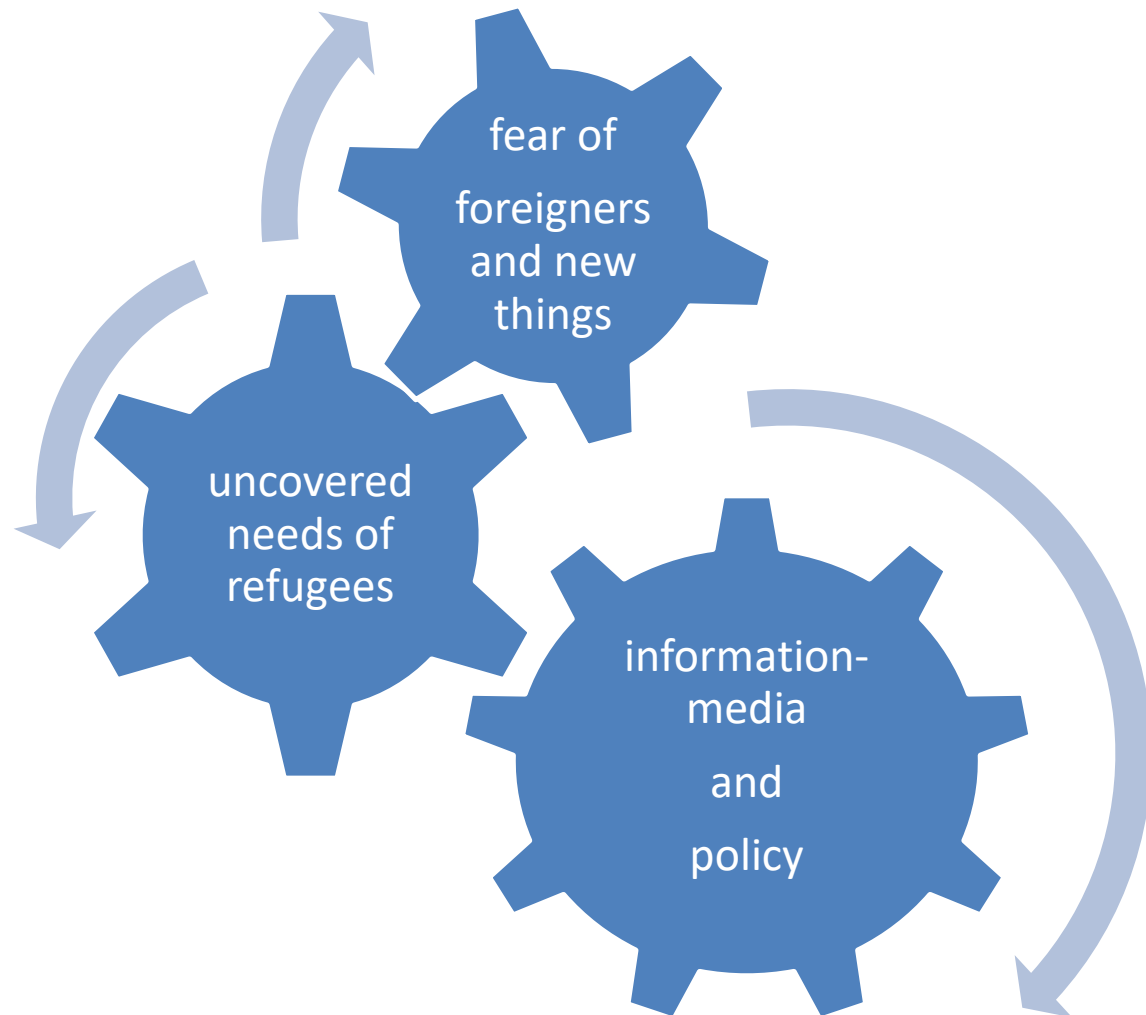 fear of
foreigners
and new
things
uncovered
needs of
refugees
information-
media
and
policy